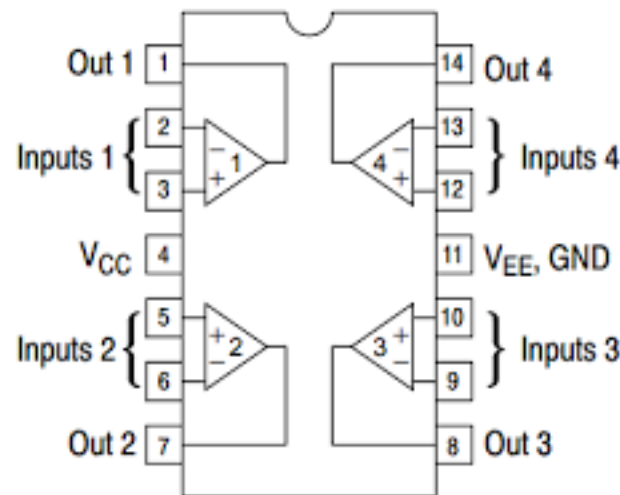 Out 1 1 14 Out 4
Inputs 1 { 2 − 1 − 4 13 } Inputs 4
3 + + 12
VCC 4 11 VEE, GND
Inputs 2 { 5 + 2 + 3 10 } Inputs 3
6 − − 9
Out 2 7 8 Out 3